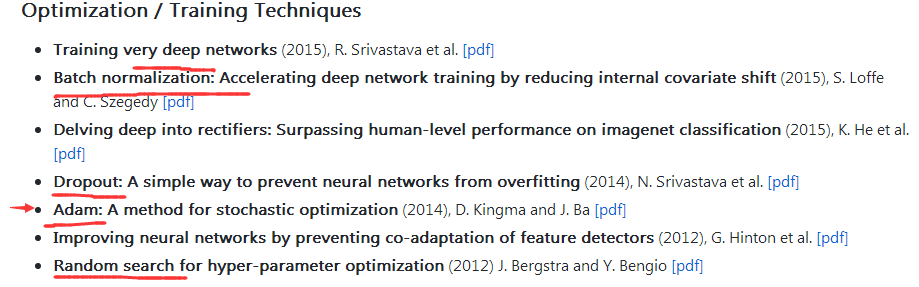 Optimization / Training Techniques
Training very deep networks (2015), R. Srivastava et al. [pdf]
Batch normalization: Accelerating deep network training by reducing internal covariate shift (2015), S. Loffe
and C. Szegedy [pdf]
Delving deep into rectifiers: Surpassing human-level performance on imagenet classification (2015), K. He et al.
[pdf]
Dropout: A simple way to prevent neural networks from overfitting (2014), N. Srivastava et al. [pdf]
Adam: A method for stochastic optimization (2014), D. Kingma and J. Ba [pdf]
Improving neural networks by preventing co-adaptation of feature detectors (2012), G. Hinton et al. [pdf]
Random search for hyper-parameter optimization (2012) J. Bergstra and Y. Bengio [pdf]